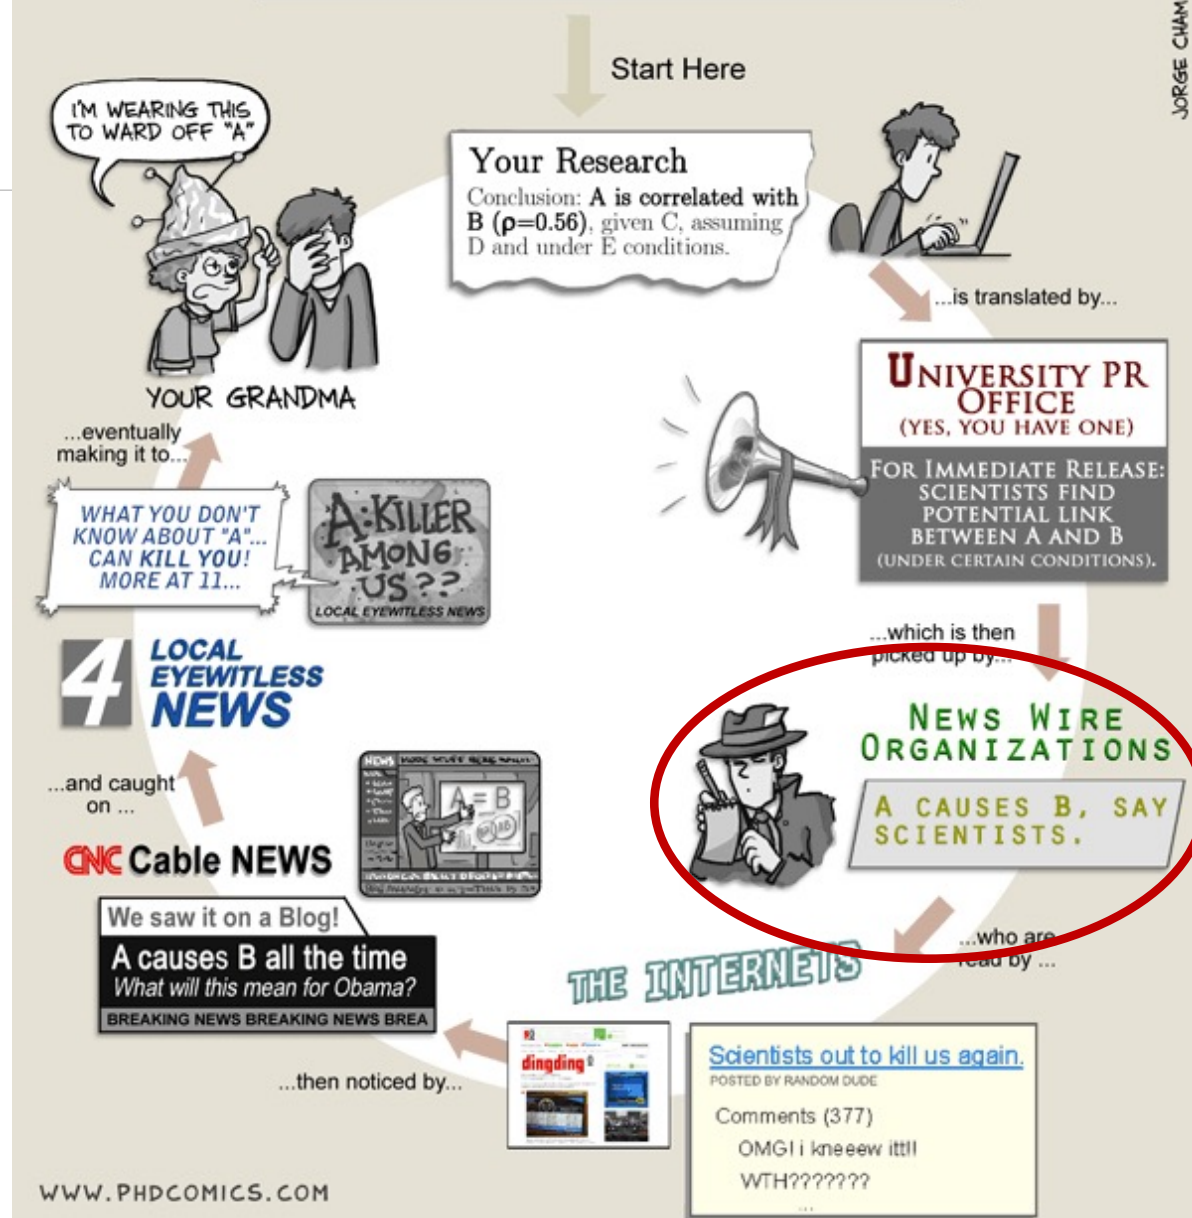 Start Here
JORGE CHAM
I'M WEARING THIS
TO WARD OFF "A"
Your Research
Conclusion: A is correlated with
B (ρ=0.56), given C, assuming
D and under E conditions.
...is translated by...
UNIVERSITY PR
OFFICE
(YES, YOU HAVE ONE)
FOR IMMEDIATE RELEASE:
SCIENTISTS FIND
POTENTIAL LINK
BETWEEN A AND B
(UNDER CERTAIN CONDITIONS).
...which is then
picked up by...
NEWS WIRE
ORGANIZATIONS
A CAUSES B, SAY
SCIENTISTS.
...who are
read by ...
THE INTERNETS
Scientists out to kill us again.
POSTED BY RANDOM DUDE
Comments (377)
OMG! i kneeew itt!!
WTH???????
...
dingding
...then noticed by...
CNC Cable NEWS
We saw it on a Blog!
A causes B all the time
What will this mean for Obama?
BREAKING NEWS BREAKING NEWS BREA
NEWS
A = B
...and caught
on ...
4 LOCAL
EYEWITLESS
NEWS
WHAT YOU DON'T
KNOW ABOUT "A"...
CAN KILL YOU!
MORE AT 11...
A:KILLER
AMONG
US??
LOCAL EYEWITLESS NEWS
...eventually
making it to...
YOUR GRANDMA
WWW.PHDCOMICS.COM